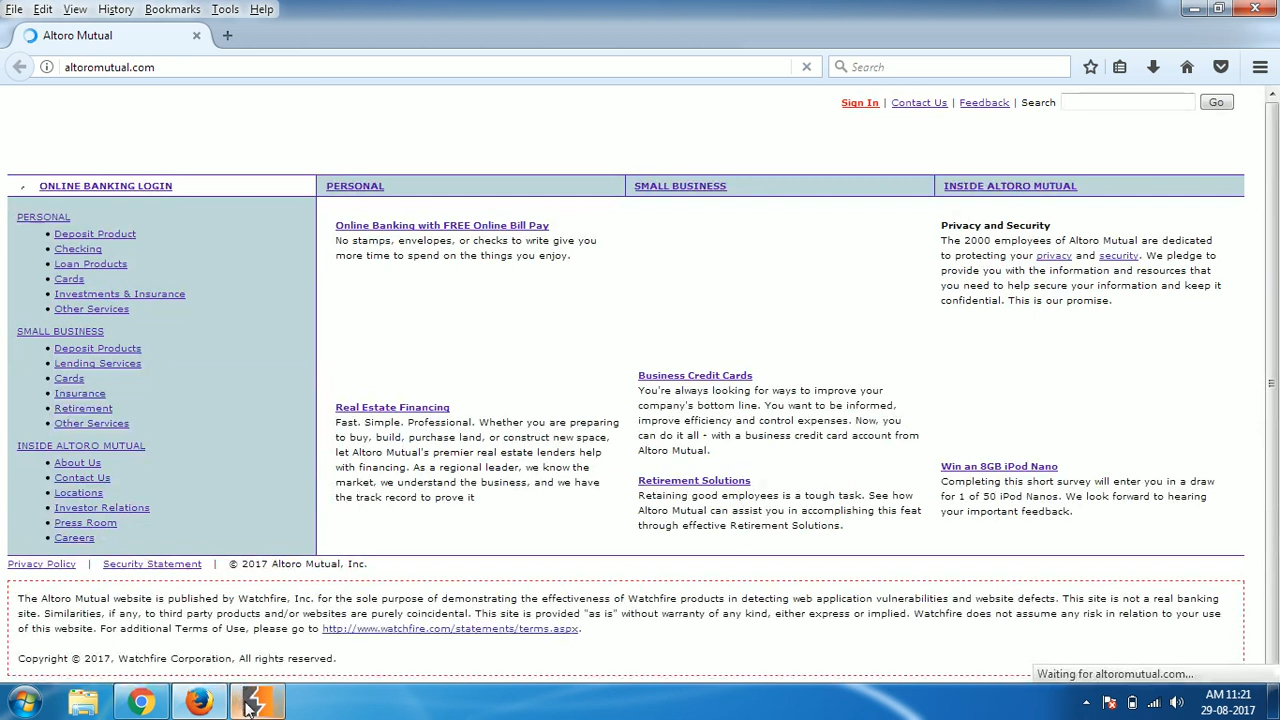 File Edit View History Bookmarks Tools Help
Altoro Mutual
altoromutual.com
Search
Sign In | Contact Us | Feedback | Search
Go
ONLINE BANKING LOGIN
PERSONAL
SMALL BUSINESS
INSIDE ALTORO MUTUAL
PERSONAL
Deposit Product
Checking
Loan Products
Cards
Investments & Insurance
Other Services
SMALL BUSINESS
Deposit Products
Lending Services
Cards
Insurance
Retirement
Other Services
INSIDE ALTORO MUTUAL
About Us
Contact Us
Locations
Investor Relations
Press Room
Careers
Online Banking with FREE Online Bill Pay
No stamps, envelopes, or checks to write give you
more time to spend on the things you enjoy.
Real Estate Financing
Fast. Simple. Professional. Whether you are preparing
to buy, build, purchase land, or construct new space,
let Altoro Mutual's premier real estate lenders help
with financing. As a regional leader, we know the
market, we understand the business, and we have
the track record to prove it
Business Credit Cards
You're always looking for ways to improve your
company's bottom line. You want to be informed,
improve efficiency and control expenses. Now, you
can do it all - with a business credit card account from
Altoro Mutual.
Retirement Solutions
Retaining good employees is a tough task. See how
Altoro Mutual can assist you in accomplishing this feat
through effective Retirement Solutions.
Privacy and Security
The 2000 employees of Altoro Mutual are dedicated
to protecting your privacy and security. We pledge to
provide you with the information and resources that
you need to help secure your information and keep it
confidential. This is our promise.
Win an 8GB iPod Nano
Completing this short survey will enter you in a draw
for 1 of 50 iPod Nanos. We look forward to hearing
your important feedback.
Privacy Policy | Security Statement | © 2017 Altoro Mutual, Inc.
The Altoro Mutual website is published by Watchfire, Inc. for the sole purpose of demonstrating the effectiveness of Watchfire products in detecting web application vulnerabilities and website defects. This site is not a real banking
site. Similarities, if any, to third party products and/or websites are purely coincidental. This site is provided "as is" without warranty of any kind, either express or implied. Watchfire does not assume any risk in relation to your use
of this website. For additional Terms of Use, please go to http://www.watchfire.com/statements/terms.aspx.
Copyright © 2017, Watchfire Corporation, All rights reserved.
Waiting for altoromutual.com...
AM 11:21
29-08-2017